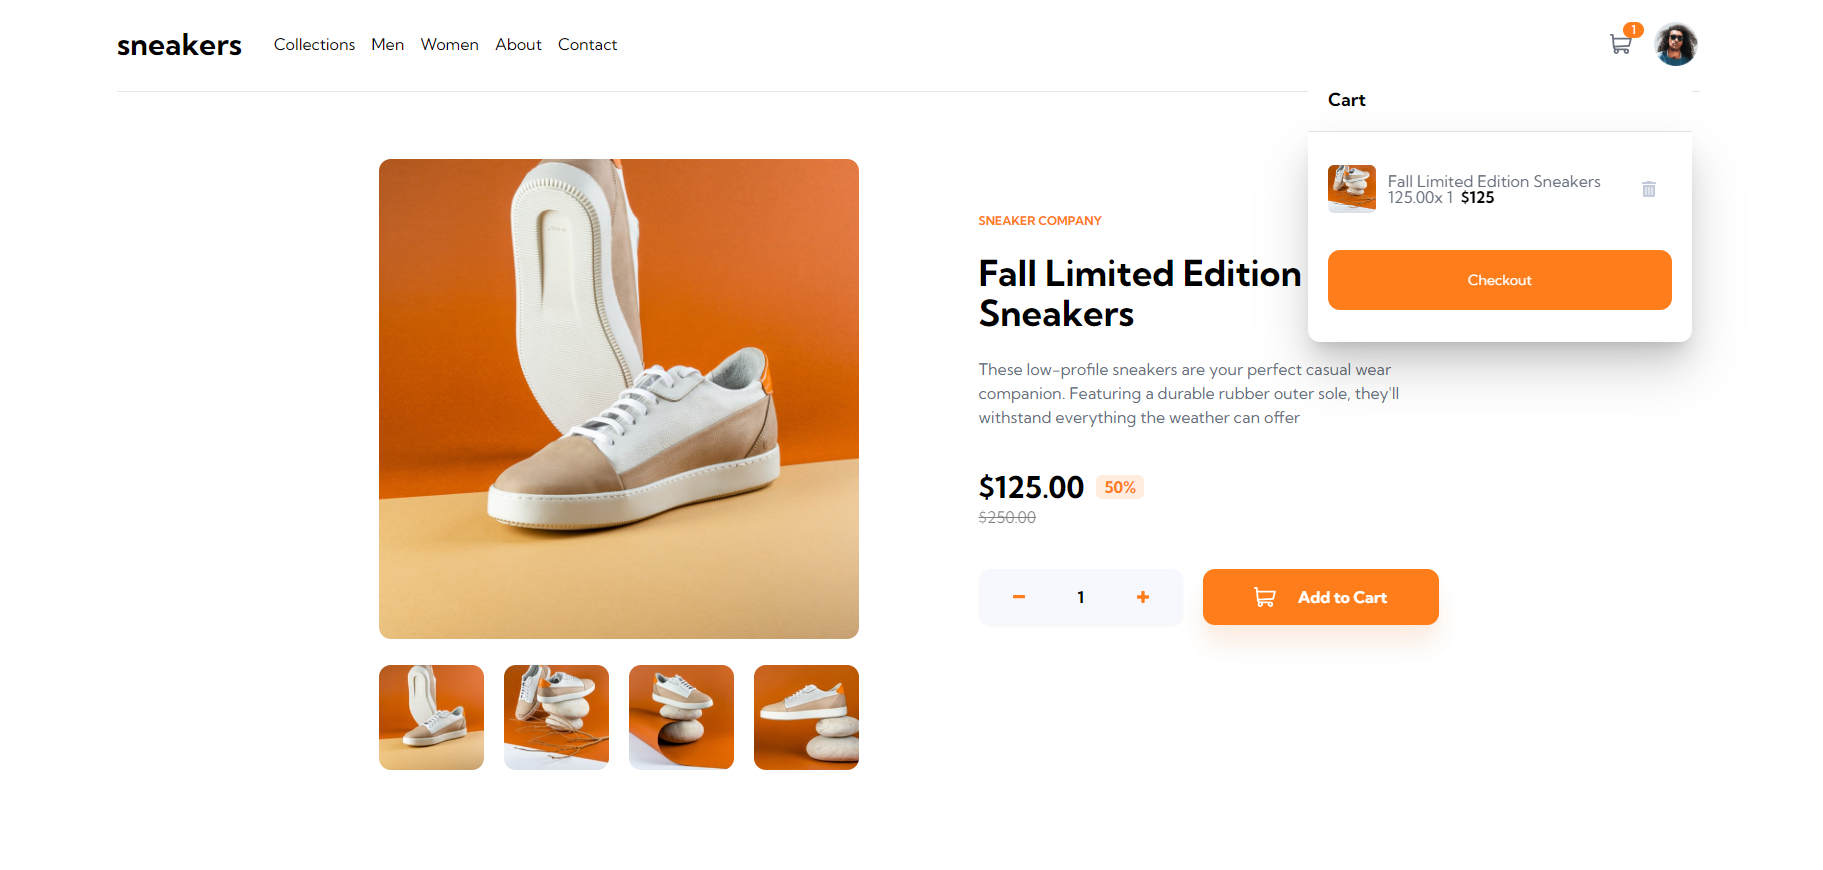 sneakers
Collections Men Women About Contact
1
Cart
Fall Limited Edition Sneakers
125.00x 1 $125
Checkout
SNEAKER COMPANY
Fall Limited Edition
Sneakers
These low-profile sneakers are your perfect casual wear
companion. Featuring a durable rubber outer sole, they'll
withstand everything the weather can offer
$125.00 50%
$250.00
1
Add to Cart